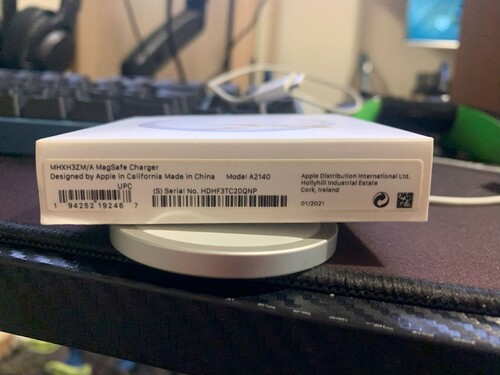 MHXH3ZM/A MagSafe Charger
Designed by Apple in California Made in China Model A2140
UPC
1 94252 19246 7
(S) Serial No. HDHF3TC20QNP
Apple Distribution International Ltd.
Hollyhill Industrial Estate
Cork, Ireland
01/2021